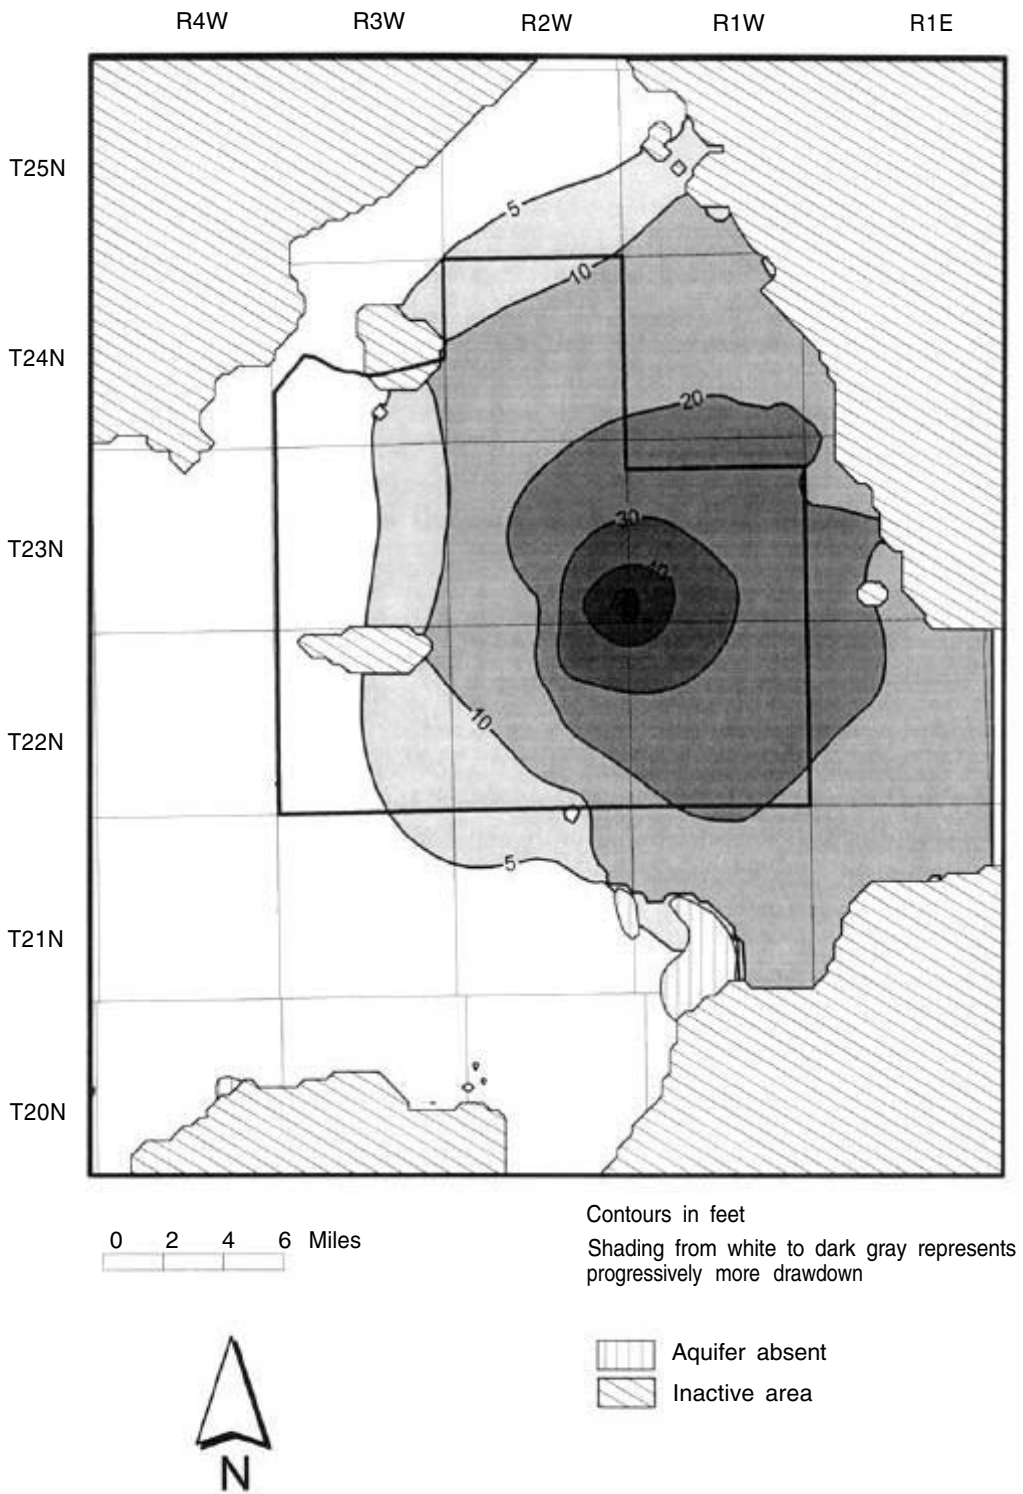 R4W R3W R2W R1W R1E
T25N
5
10
T24N
20
T23N
30
40
T22N
10
5
T21N
T20N
0 2 4 6 Miles
Contours in feet
Shading from white to dark gray represents
progressively more drawdown
Aquifer absent
Inactive area
N